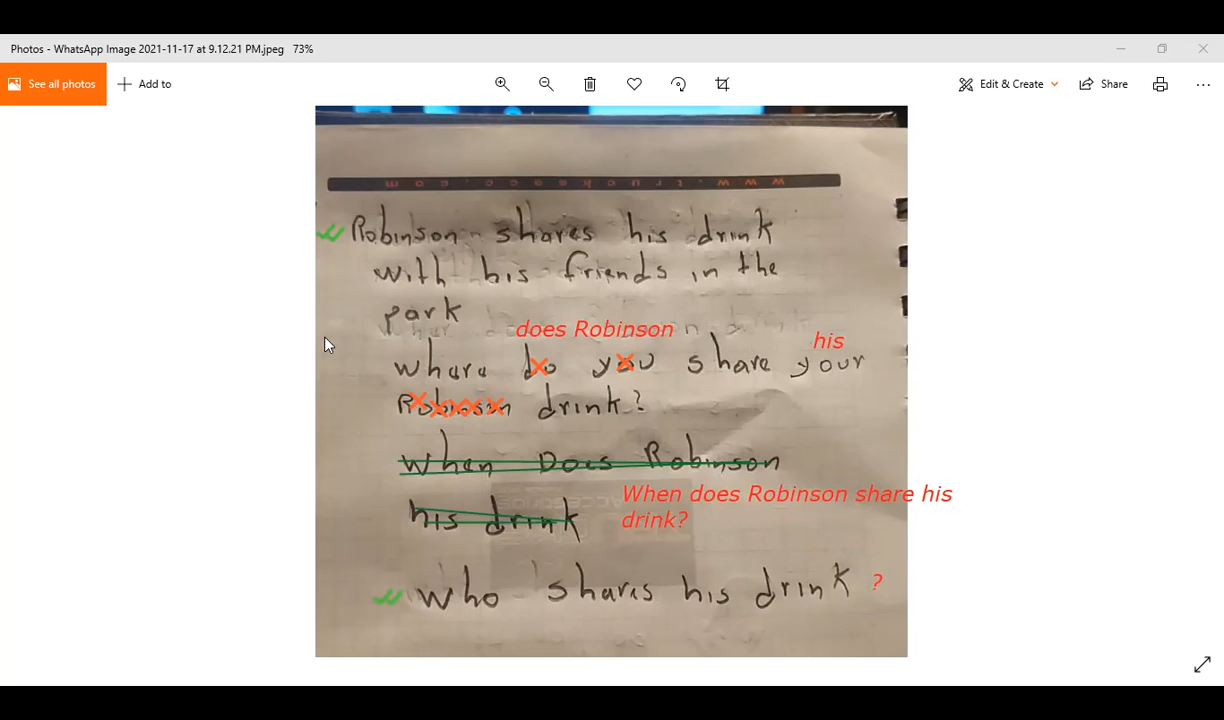 Photos - WhatsApp Image 2021-11-17 at 9.12.21 PM.jpeg 73%
See all photos
Add to
Edit & Create
Share
Robinson shares his drink
with his friends in the
park
does Robinson
his
where do you share your
Robinson drink?
When Does Robinson
his drink
When does Robinson share his
drink?
who shares his drink ?